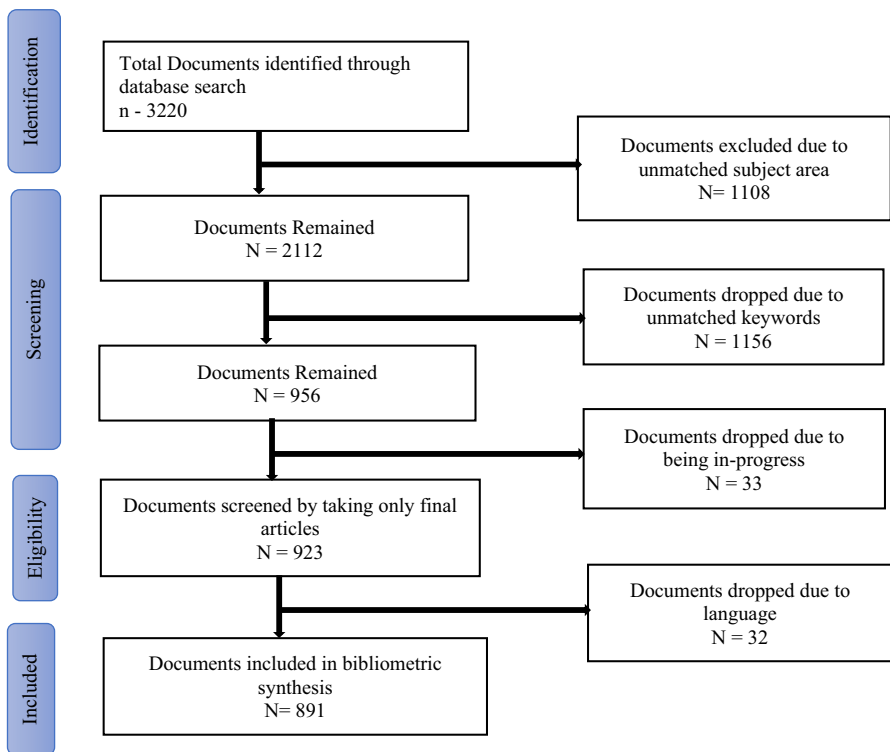 Identification
Total Documents identified through
database search
n - 3220
Documents excluded due to
unmatched subject area
N= 1108
Screening
Documents Remained
N = 2112
Documents dropped due to
unmatched keywords
N = 1156
Documents Remained
N = 956
Documents dropped due to
being in-progress
N = 33
Eligibility
Documents screened by taking only final
articles
N = 923
Documents dropped due to
language
N = 32
Included
Documents included in bibliometric
synthesis
N= 891